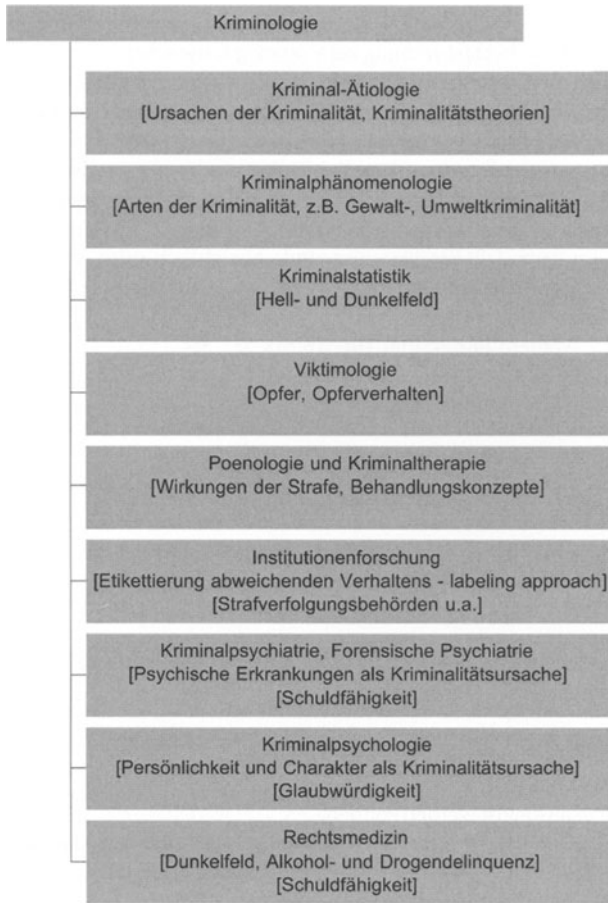 Kriminologie
Kriminal-Ätiologie
[Ursachen der Kriminalität, Kriminalitätstheorien]
Kriminalphänomenologie
[Arten der Kriminalität, z.B. Gewalt-, Umweltkriminalität]
Kriminalstatistik
[Hell- und Dunkelfeld]
Viktimologie
[Opfer, Opferverhalten]
Poenologie und Kriminaltherapie
[Wirkungen der Strafe, Behandlungskonzepte]
Institutionenforschung
[Etikettierung abweichenden Verhaltens - labeling approach]
[Strafverfolgungsbehörden u.a.]
Kriminalpsychiatrie, Forensische Psychiatrie
[Psychische Erkrankungen als Kriminalitätsursache]
[Schuldfähigkeit]
Kriminalpsychologie
[Persönlichkeit und Charakter als Kriminalitätsursache]
[Glaubwürdigkeit]
Rechtsmedizin
[Dunkelfeld, Alkohol- und Drogendelinquenz]
[Schuldfähigkeit]